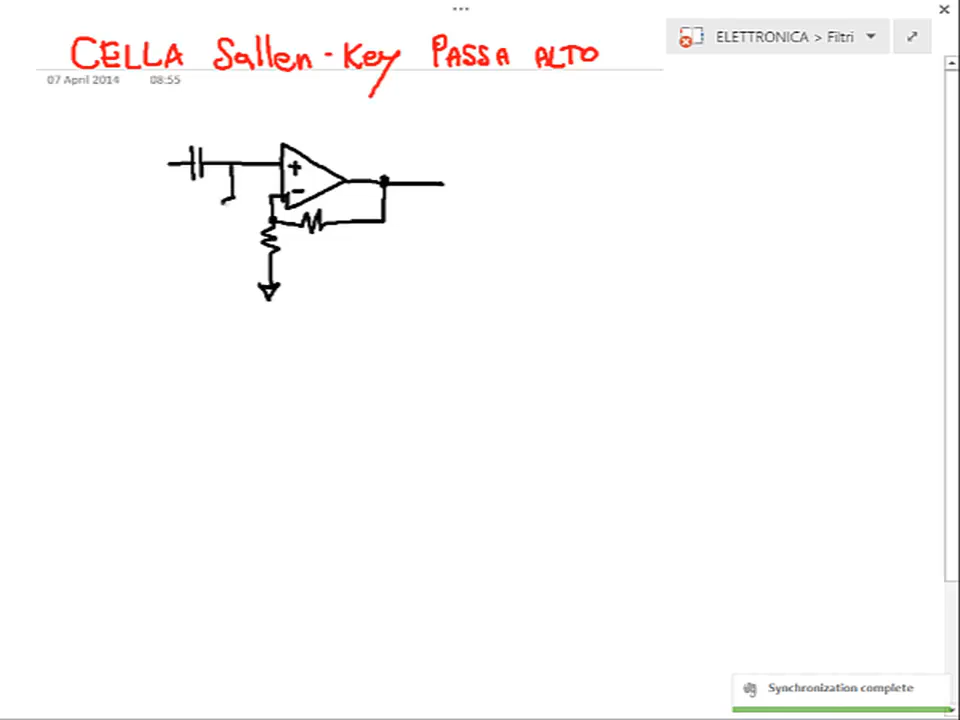 CELLA Sallen-Key PASSA ALTO
ELETTRONICA > Filtri
07 April 2014 08:55
+
-
Synchronization complete